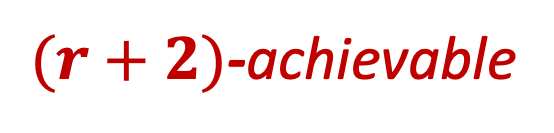 (r + 2)-achievable